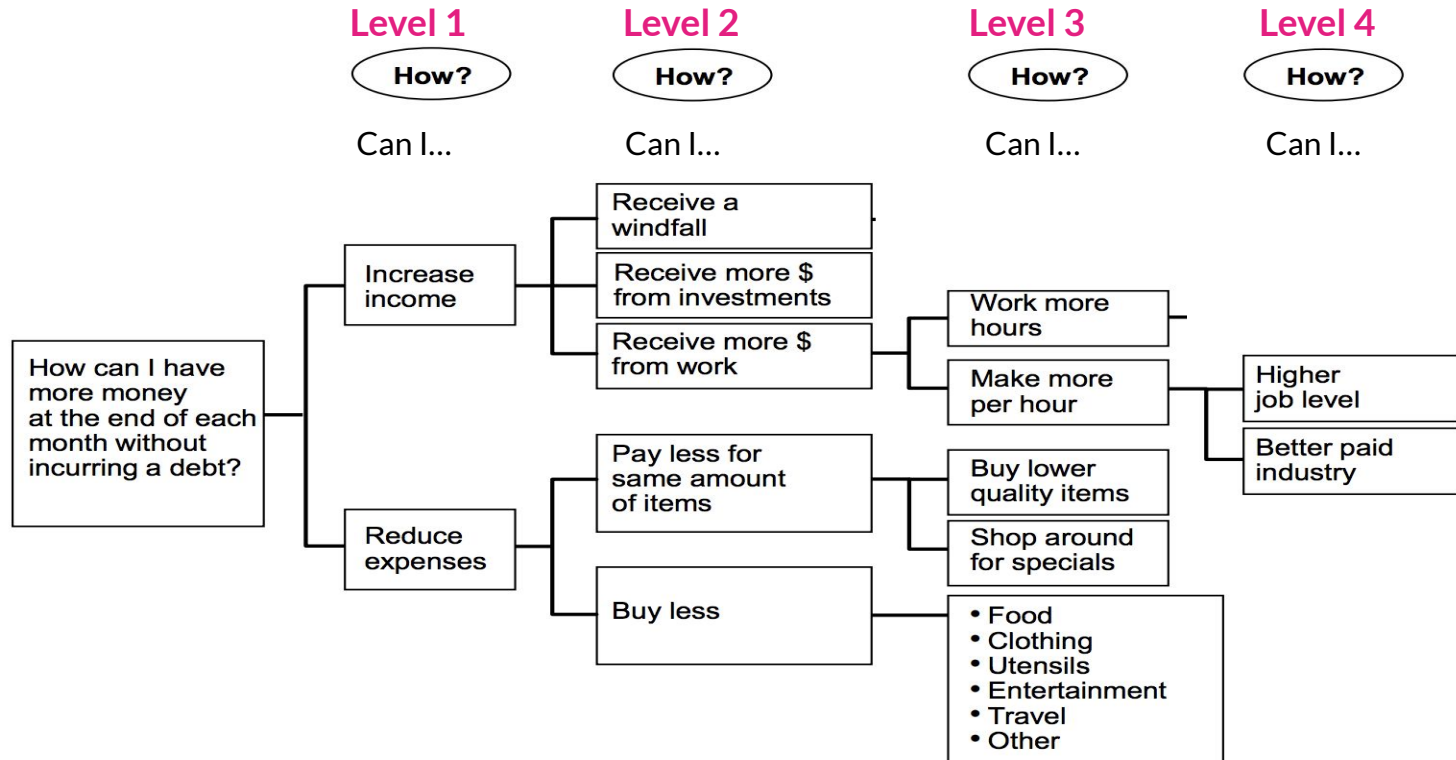 Level 1
Level 2
Level 3
Level 4
How?
How?
How?
How?
Can I...
Can I...
Can I...
Can I...
How can I have
more money
at the end of each
month without
incurring a debt?
Increase
income
Reduce
expenses
Receive a
windfall
Receive more $
from investments
Receive more $
from work
Pay less for
same amount
of items
Buy less
Work more
hours
Make more
per hour
Buy lower
quality items
Shop around
for specials
• Food
• Clothing
• Utensils
• Entertainment
• Travel
• Other
Higher
job level
Better paid
industry